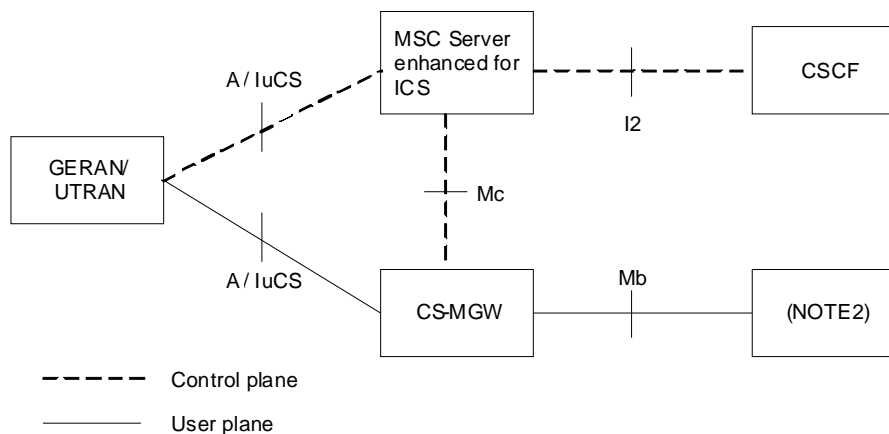 MSC Server
enhanced for
ICS
CSCF
A / IuCS
I2
GERAN/
UTRAN
Mc
A / IuCS
Mb
CS-MGW
(NOTE2)
Control plane
User plane